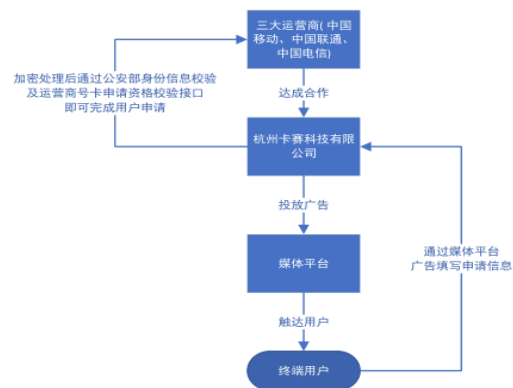 三大运营商( 中国
移动、中国联通、
中国电信)
加密处理后通过公安部身份信息校验
及运营商号卡申请资格校验接口
即可完成用户申请
达成合作
杭州卡赛科技有限
公司
投放广告
媒体平台
通过媒体平台
广告填写申请信息
触达用户
终端用户